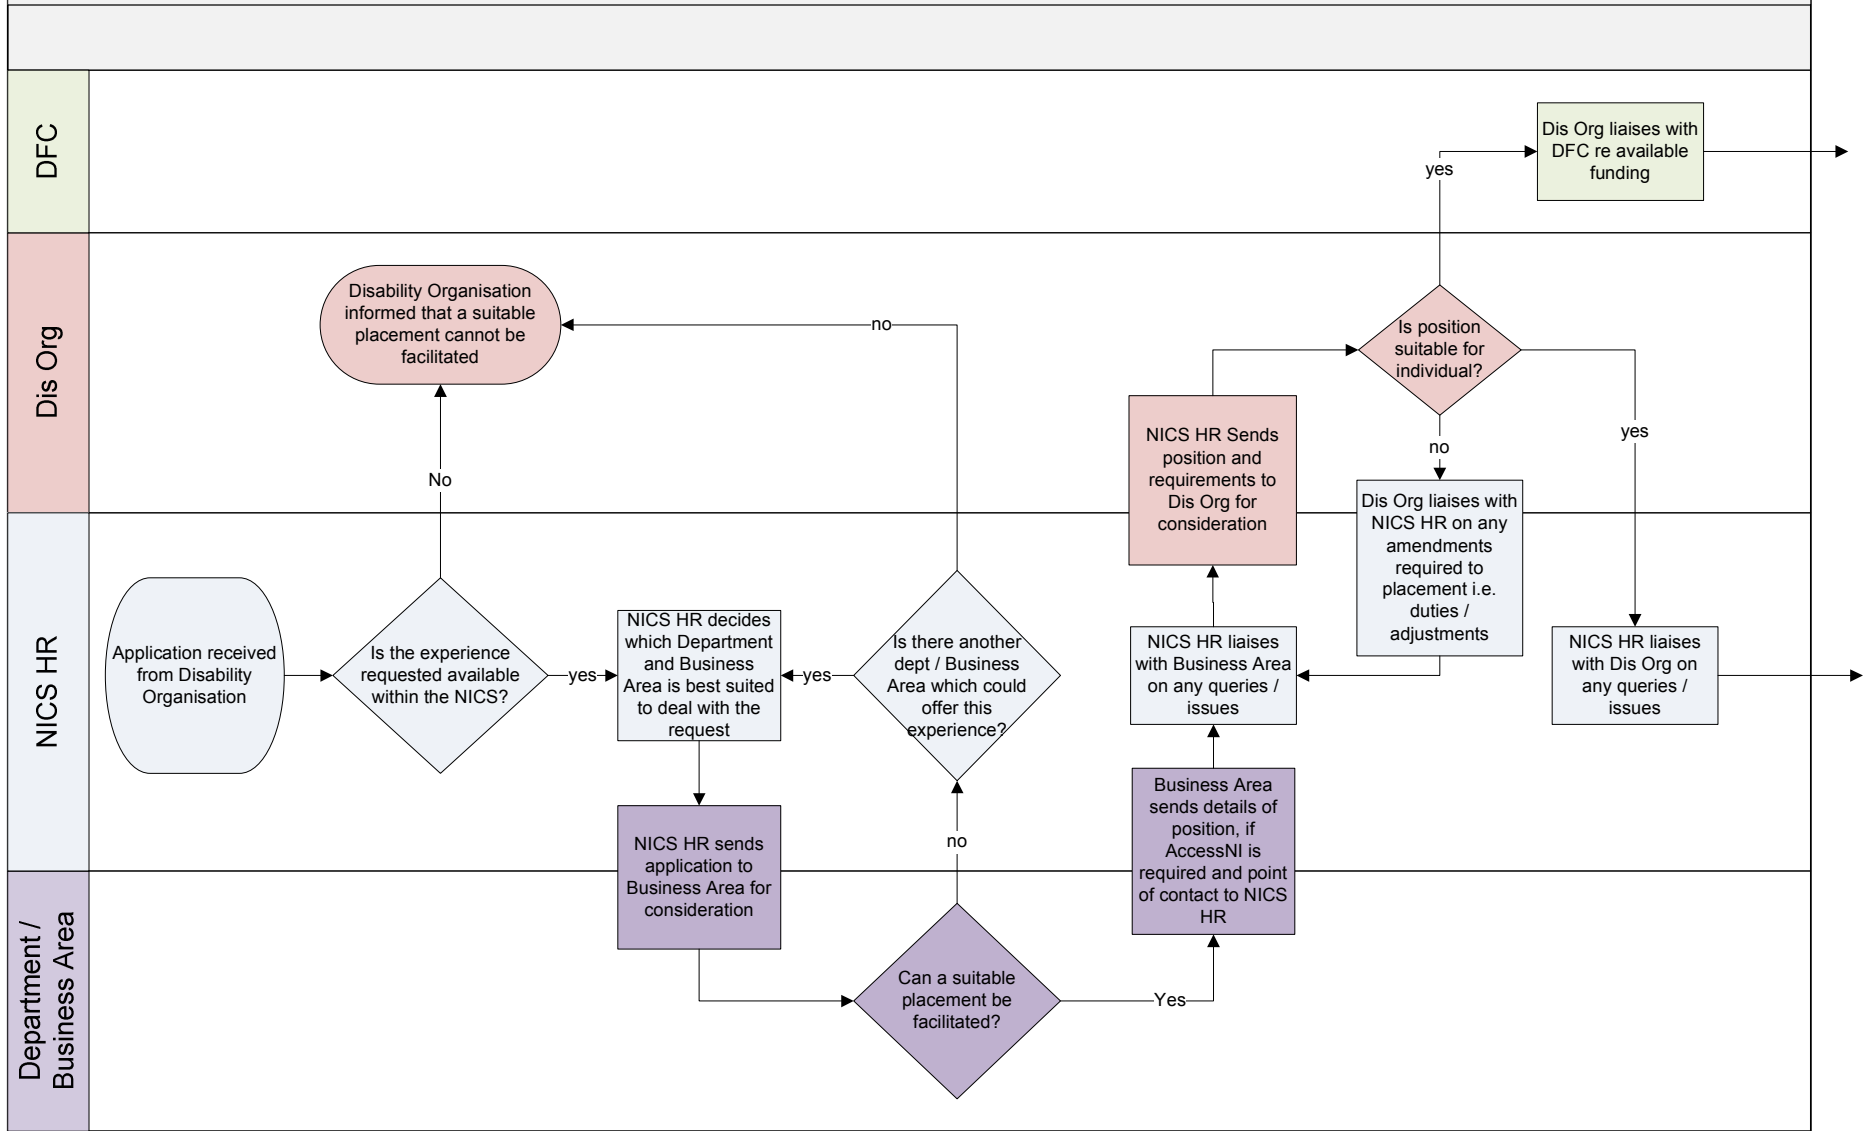 DFC
Dis Org liaises with
DFC re available
funding
yes
Dis Org
Disability Organisation
informed that a suitable
placement cannot be
facilitated
no
Is position
suitable for
individual?
No
NICS HR Sends
position and
requirements to
Dis Org for
consideration
no
yes
NICS HR
Application received
from Disability
Organisation
Is the experience
requested available
within the NICS?
yes
NICS HR decides
which Department
and Business
Area is best suited
to deal with the
request
yes
Is there another
dept / Business
Area which could
offer this
experience?
NICS HR liaises
with Business Area
on any queries /
issues
Dis Org liaises with
NICS HR on any
amendments
required to
placement i.e.
duties /
adjustments
NICS HR liaises
with Dis Org on
any queries /
issues
NICS HR sends
application to
Business Area for
consideration
no
Business Area
sends details of
position, if
AccessNI is
required and point
of contact to NICS
HR
Department /
Business Area
Can a suitable
placement be
facilitated?
Yes